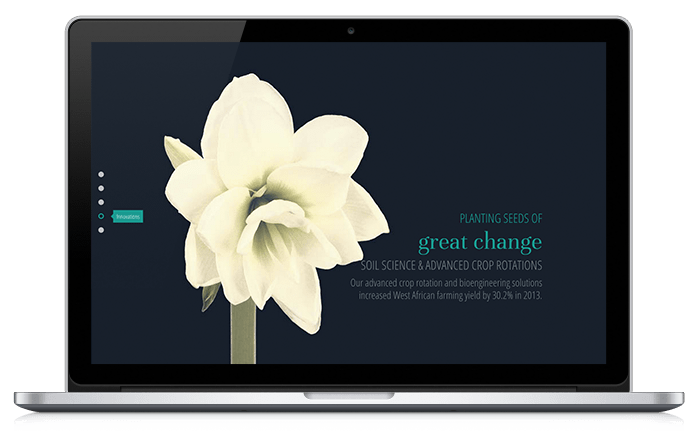 Innovations
PLANTING SEEDS OF
great change
SOIL SCIENCE & ADVANCED CROP ROTATIONS
Our advanced crop rotation and bioengineering solutions
increased West African farming yield by 30.2% in 2013.